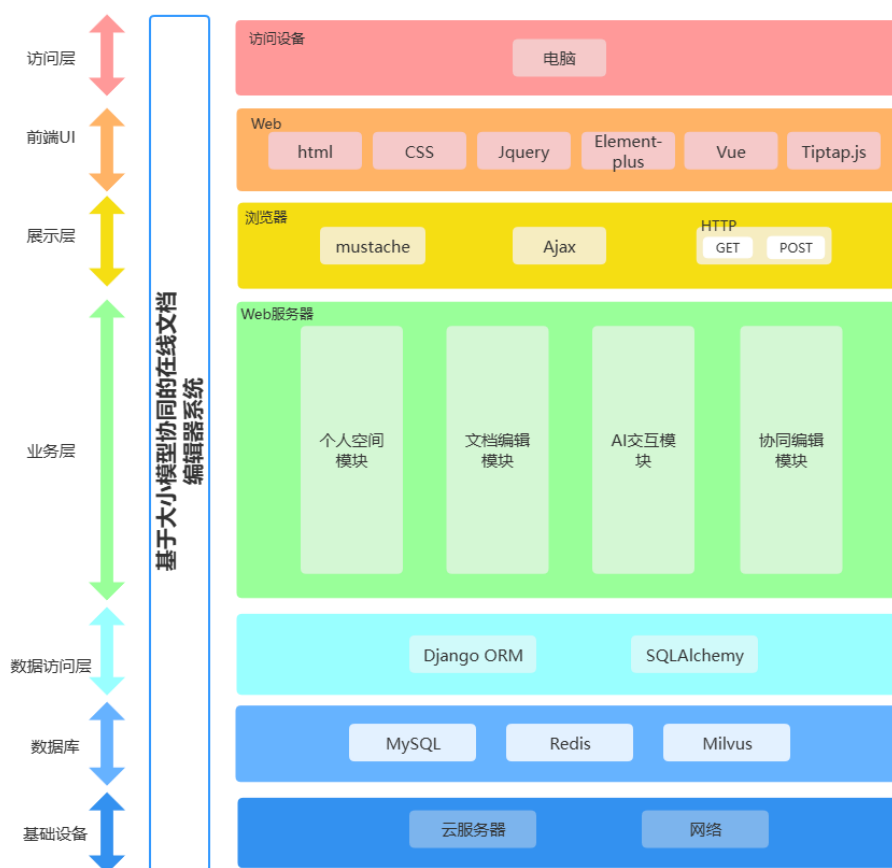 访问层
访问设备
电脑
前端UI
Web
html
CSS
Jquery
Element-
plus
Vue
Tiptap.js
展示层
浏览器
mustache
Ajax
HTTP
GET
POST
基于大小模型协同的在线文档
编辑器系统
业务层
Web服务器
个人空间
模块
文档编辑
模块
AI交互模
块
协同编辑
模块
数据访问层
Django ORM
SQLAlchemy
数据库
MySQL
Redis
Milvus
基础设备
云服务器
网络